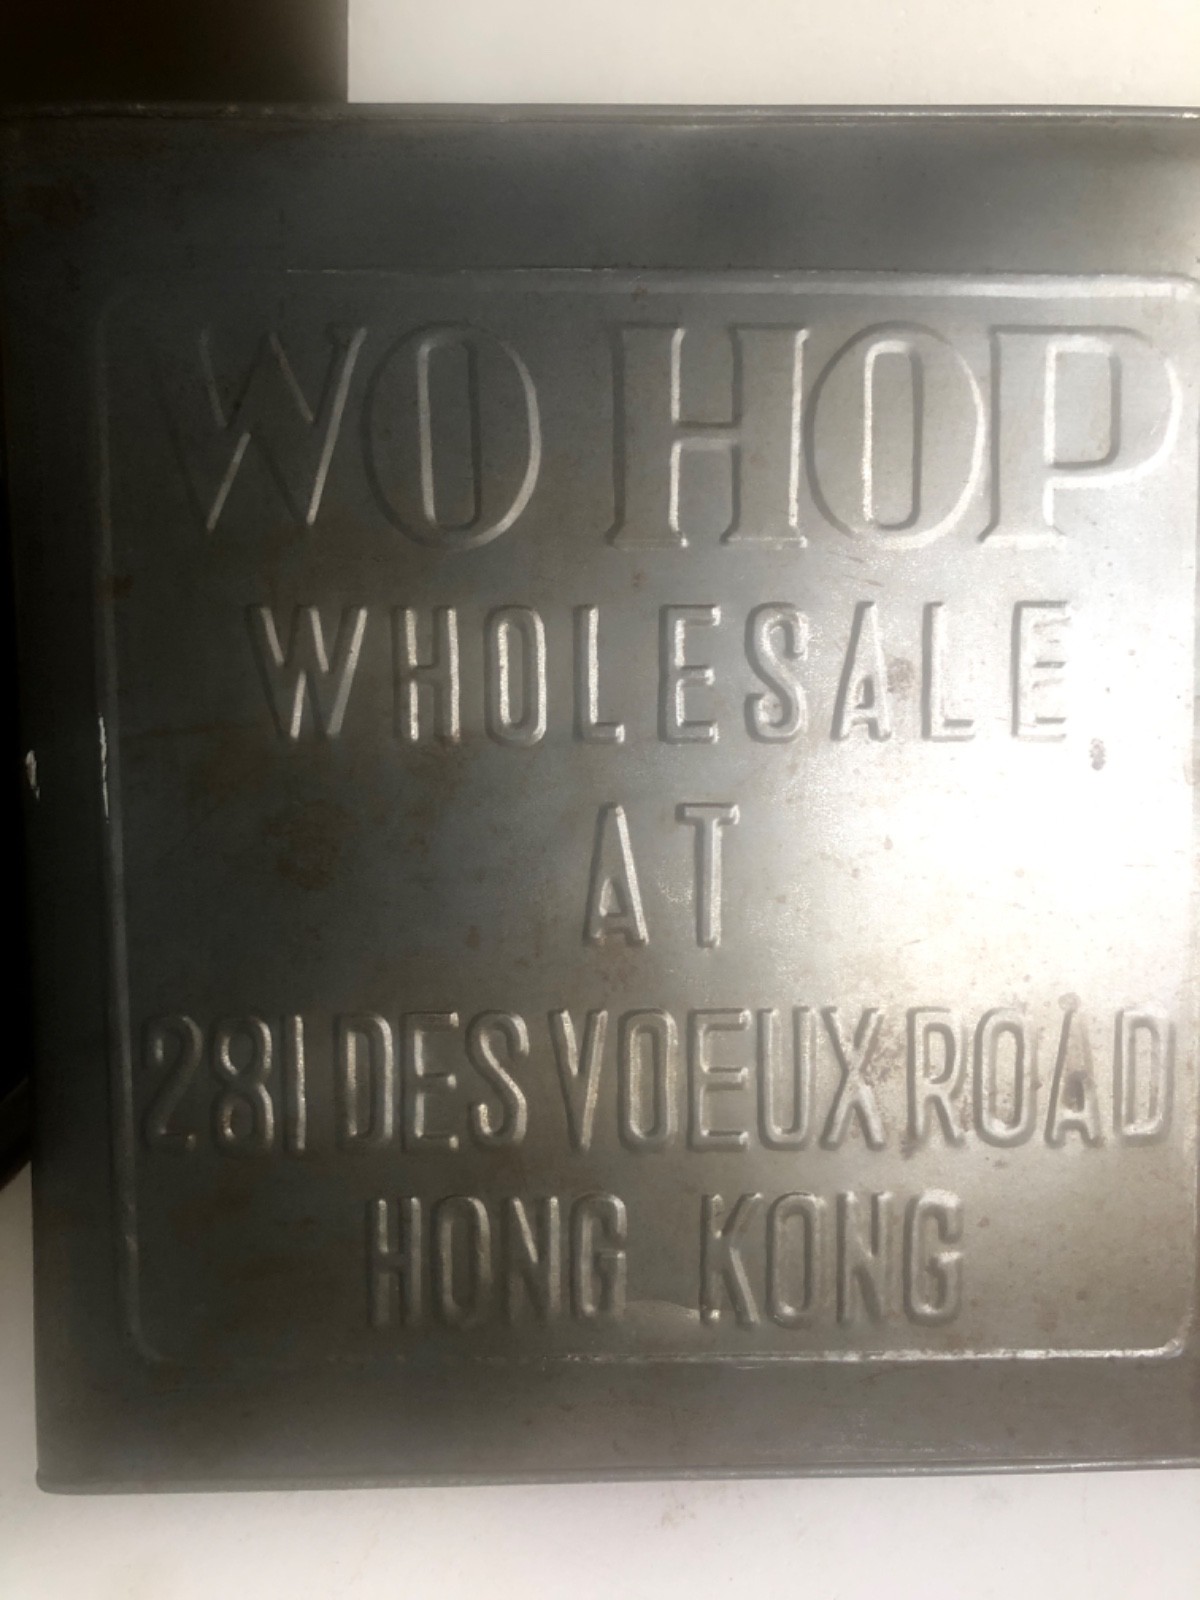 WO HOP
WHOLESALE
AT
281 DES VOEUX ROAD
HONG KONG